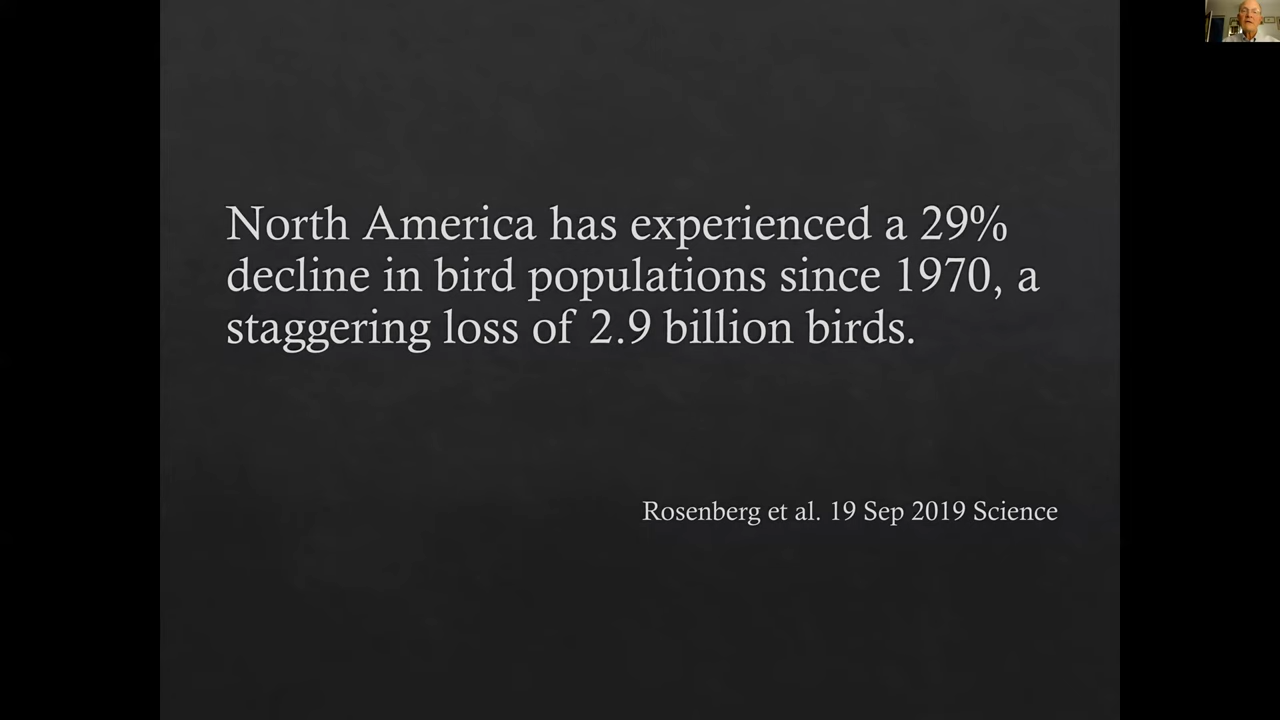 North America has experienced a 29%
decline in bird populations since 1970, a
staggering loss of 2.9 billion birds.
Rosenberg et al. 19 Sep 2019 Science